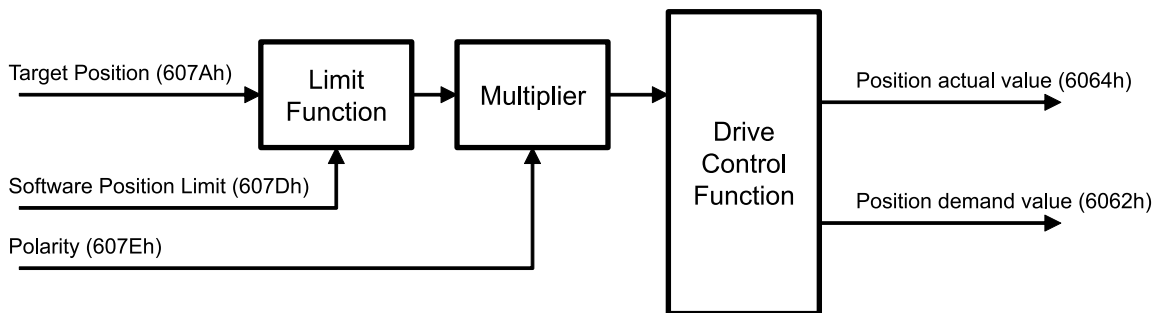 Target Position (607Ah)
Limit
Function
Multiplier
Software Position Limit (607Dh)
Polarity (607Eh)
Drive
Control
Function
Position actual value (6064h)
Position demand value (6062h)